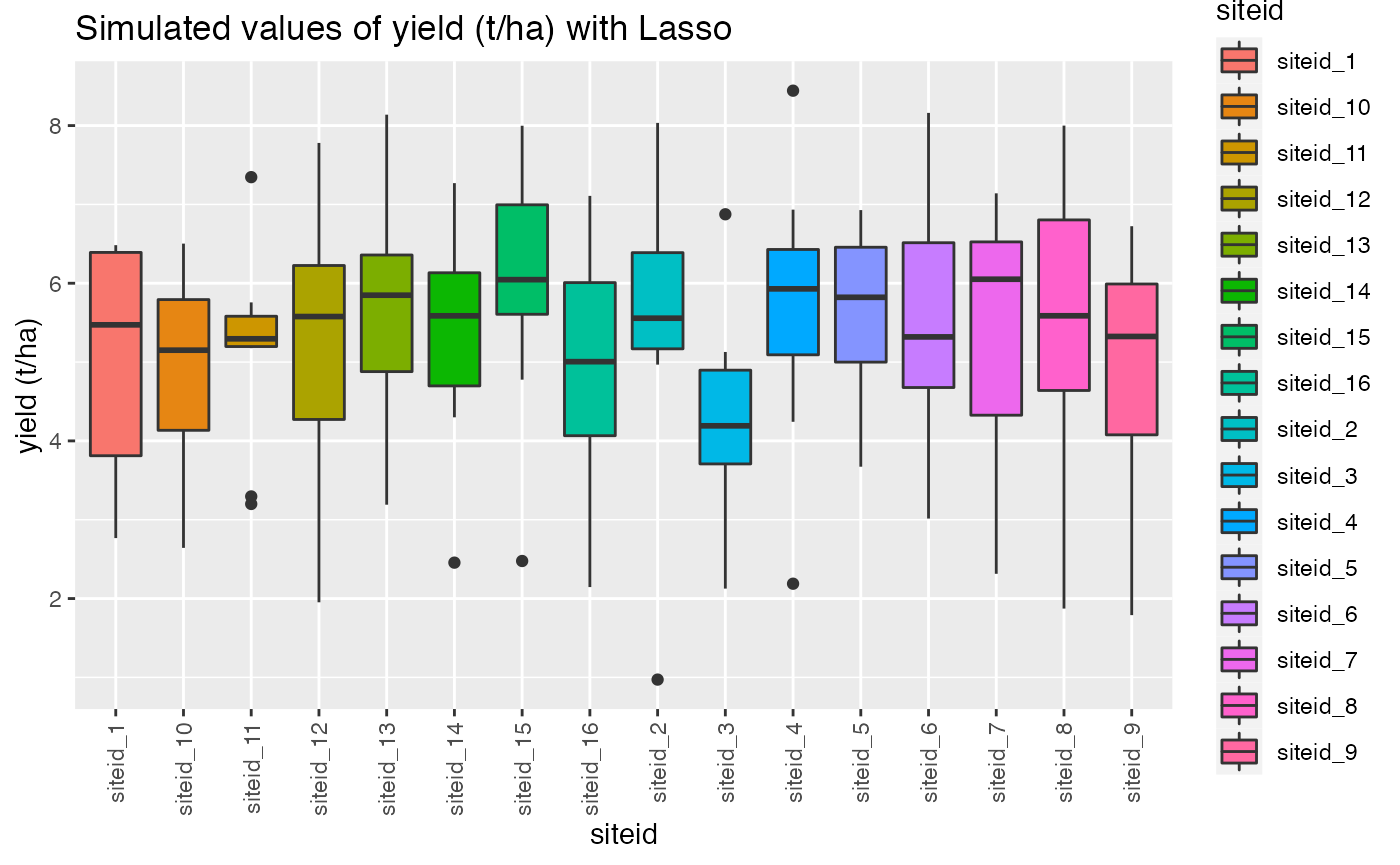 Simulated values of yield (t/ha) with Lasso
yield (t/ha)
8
6
4
2
siteid_1
siteid_10
siteid_11
siteid_12
siteid_13
siteid_14
siteid_15
siteid_16
siteid_2
siteid_3
siteid_4
siteid_5
siteid_6
siteid_7
siteid_8
siteid_9
siteid
siteid
siteid_1
siteid_10
siteid_11
siteid_12
siteid_13
siteid_14
siteid_15
siteid_16
siteid_2
siteid_3
siteid_4
siteid_5
siteid_6
siteid_7
siteid_8
siteid_9